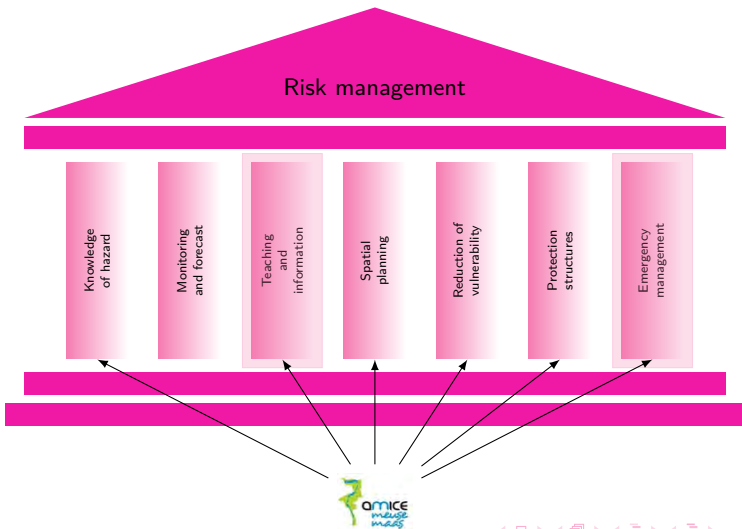 Risk management
Knowledge
of hazard
Monitoring
and forecast
Teaching
and
information
Spatial
planning
Reduction of
vulnerability
Protection
structures
Emergency
management
amice
meuse
maas